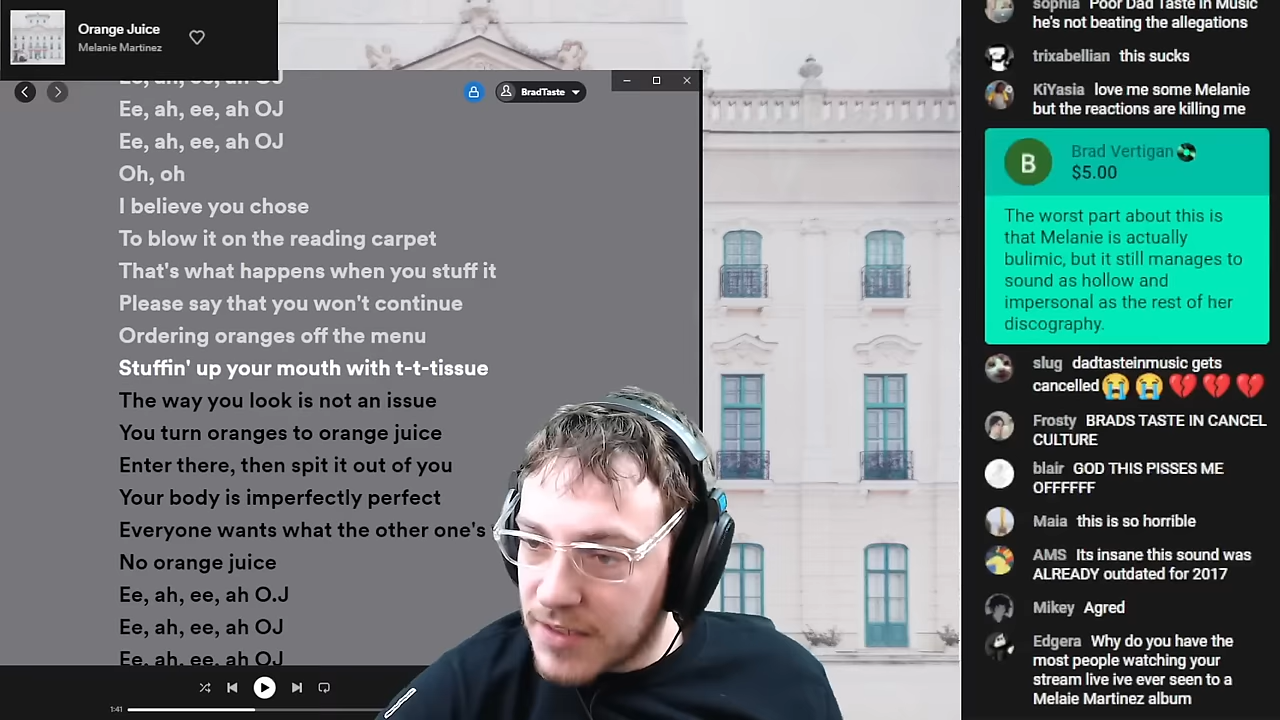 Orange Juice
Melanie Martinez
BradTaste
Ee, ah, ee, ah OJ
Ee, ah, ee, ah OJ
Ee, ah, ee, ah OJ
Oh, oh
I believe you chose
To blow it on the reading carpet
That's what happens when you stuff it
Please say that you won't continue
Ordering oranges off the menu
Stuffin' up your mouth with t-t-tissue
The way you look is not an issue
You turn oranges to orange juice
Enter there, then spit it out of you
Your body is imperfectly perfect
Everyone wants what the other one's
No orange juice
Ee, ah, ee, ah O.J
Ee, ah, ee, ah OJ
Ee, ah, ee, ah OJ
1:41
sophia Poor Dad Taste in Music
he's not beating the allegations
trixabellian this sucks
KiYasia love me some Melanie
but the reactions are killing me
B
Brad Vertigan
$5.00
The worst part about this is
that Melanie is actually
bulimic, but it still manages to
sound as hollow and
impersonal as the rest of her
discography.
slug dadtasteinmusic gets
cancelled😭 😭 💔 💔 💔
Frosty BRADS TASTE IN CANCEL
CULTURE
blair GOD THIS PISSES ME
OFFFFFF
Maia this is so horrible
AMS Its insane this sound was
ALREADY outdated for 2017
Mikey Agred
Edgera Why do you have the
most people watching your
stream live ive ever seen to a
Melaie Martinez album